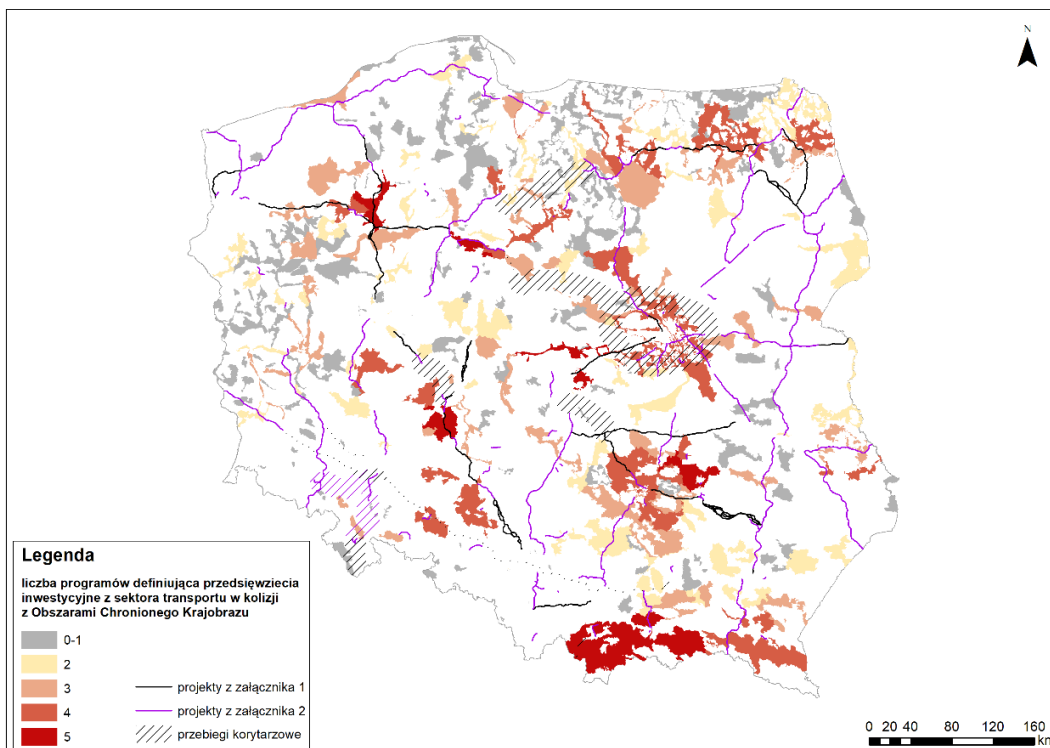 N
Legenda
liczba programów definiująca przedsięwziecia
inwestycyjne z sektora transportu w kolizji
z Obszarami Chronionego Krajobrazu
0-1
2
3
4
5
projekty z załącznika 1
projekty z załącznika 2
przebiegi korytarzowe
0 20 40 80 120 160
km